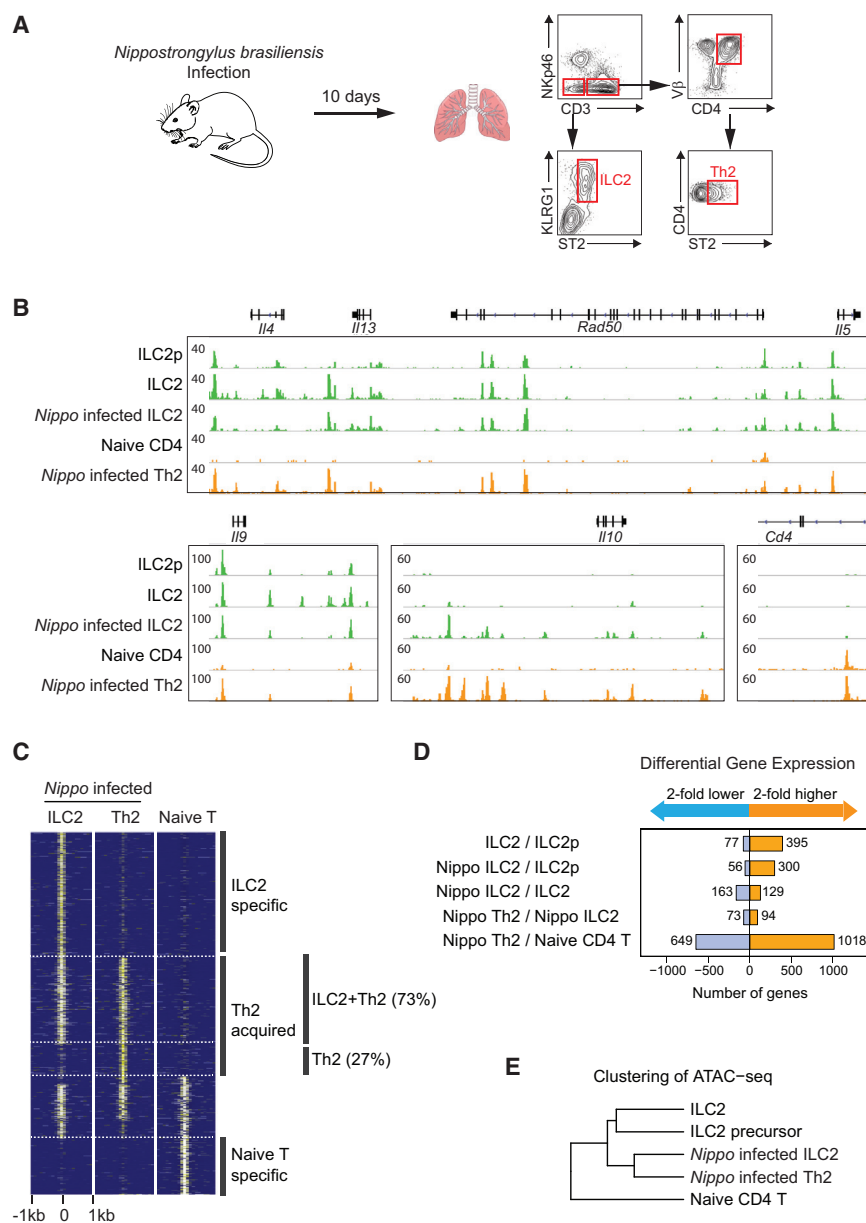 A
Nippostrongylus brasiliensis
Infection
10 days
NKp46
CD3
Vβ
CD4
KLRG1
ILC2
ST2
CD4
Th2
ST2
B
Il4
Il13
Rad50
Il5
ILC2p
40
ILC2
40
Nippo infected ILC2
40
Naive CD4
40
Nippo infected Th2
40
Il9
Il10
Cd4
ILC2p
100
60
60
ILC2
100
60
60
Nippo infected ILC2
100
60
60
Naive CD4
100
60
60
Nippo infected Th2
100
60
60
C
Nippo infected
ILC2
Th2
Naive T
ILC2
specific
Th2
acquired
ILC2+Th2 (73%)
Th2 (27%)
Naive T
specific
-1kb
0
1kb
D
Differential Gene Expression
2-fold lower
2-fold higher
ILC2 / ILC2p
77
395
Nippo ILC2 / ILC2p
56
300
Nippo ILC2 / ILC2
163
129
Nippo Th2 / Nippo ILC2
73
94
Nippo Th2 / Naive CD4 T
649
1018
−1000
−500
0
500
1000
Number of genes
E
Clustering of ATAC−seq
ILC2
ILC2 precursor
Nippo infected ILC2
Nippo infected Th2
Naive CD4 T